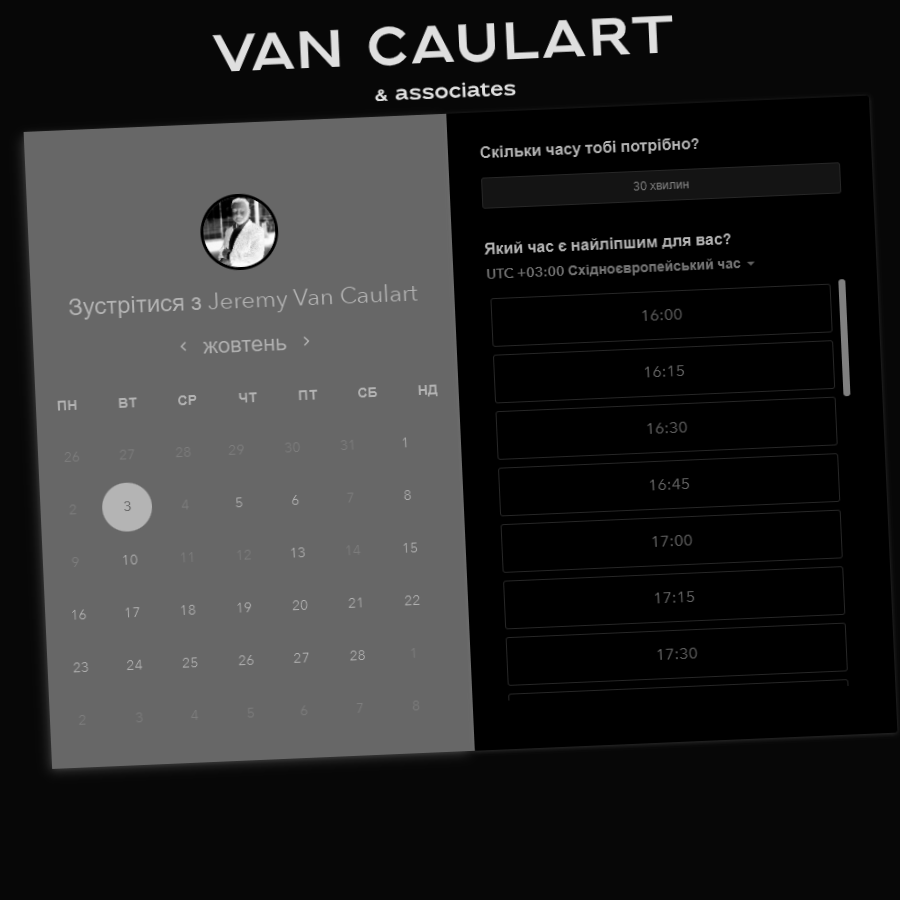 VAN CAULART
& associates
Зустрітися з Jeremy Van Caulart
жовтень
ПН ВТ СР ЧТ ПТ СБ НД
26 27 28 29 30 31 1
2 3 4 5 6 7 8
9 10 11 12 13 14 15
16 17 18 19 20 21 22
23 24 25 26 27 28 1
2 3 4 5 6 7 8
Скільки часу тобі потрібно?
30 хвилин
Який час є найліпшим для вас?
UTC +03:00 Східноєвропейський час
16:00
16:15
16:30
16:45
17:00
17:15
17:30